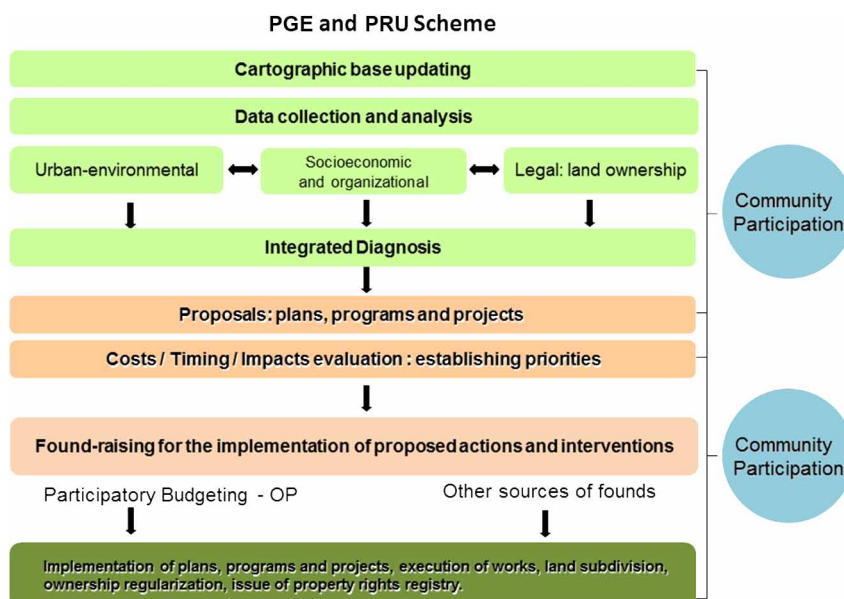 PGE and PRU Scheme
Cartographic base updating
Data collection and analysis
Urban-environmental
Socioeconomic
and organizational
Legal: land ownership
Integrated Diagnosis
Community
Participation
Proposals: plans, programs and projects
Costs / Timing / Impacts evaluation : establishing priorities
Found-raising for the implementation of proposed actions and interventions
Community
Participation
Participatory Budgeting - OP
Other sources of founds
Implementation of plans, programs and projects, execution of works, land subdivision,
ownership regularization, issue of property rights registry.